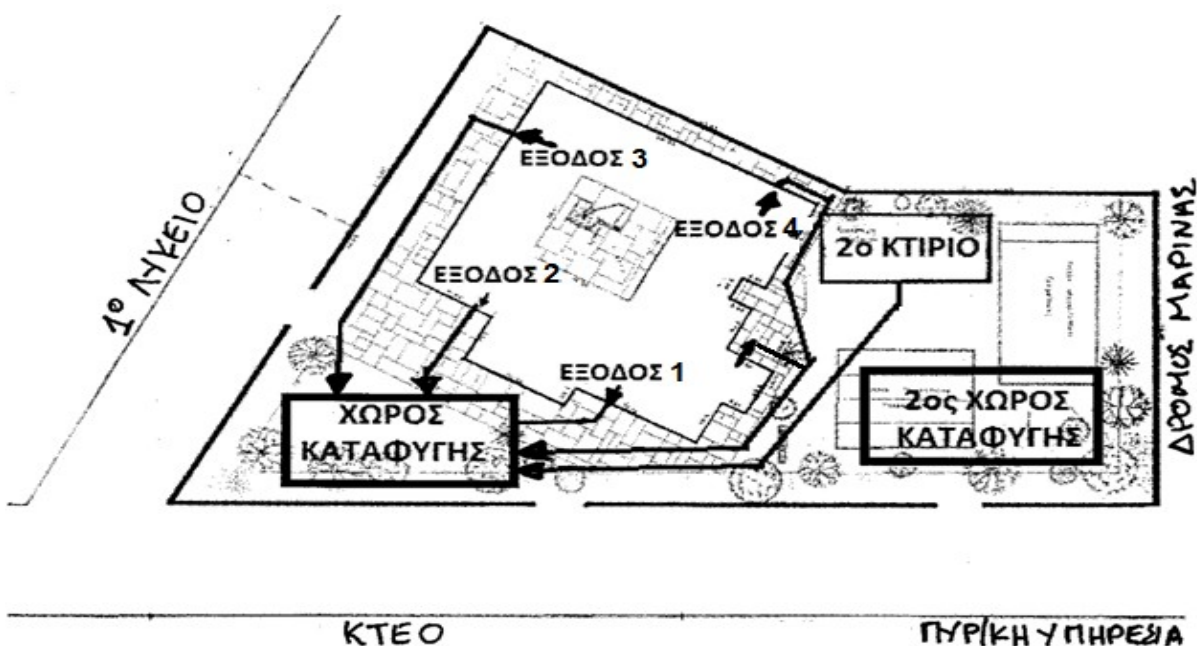 ΕΞΟΔΟΣ 3
1º ΛΥΚΕΙΟ
ΕΞΟΔΟΣ 4
2ο ΚΤΙΡΙΟ
ΔΡΟΜΟΣ ΜΑΡΙΝΑΣ
ΕΞΟΔΟΣ 2
ΕΞΟΔΟΣ 1
ΧΩΡΟΣ
ΚΑΤΑΦΥΓΗΣ
2ος ΧΩΡΟΣ
ΚΑΤΑΦΥΓΗΣ
ΚΤΕΟ
ΠΥΡ/ΚΗ ΥΠΗΡΕΣΙΑ